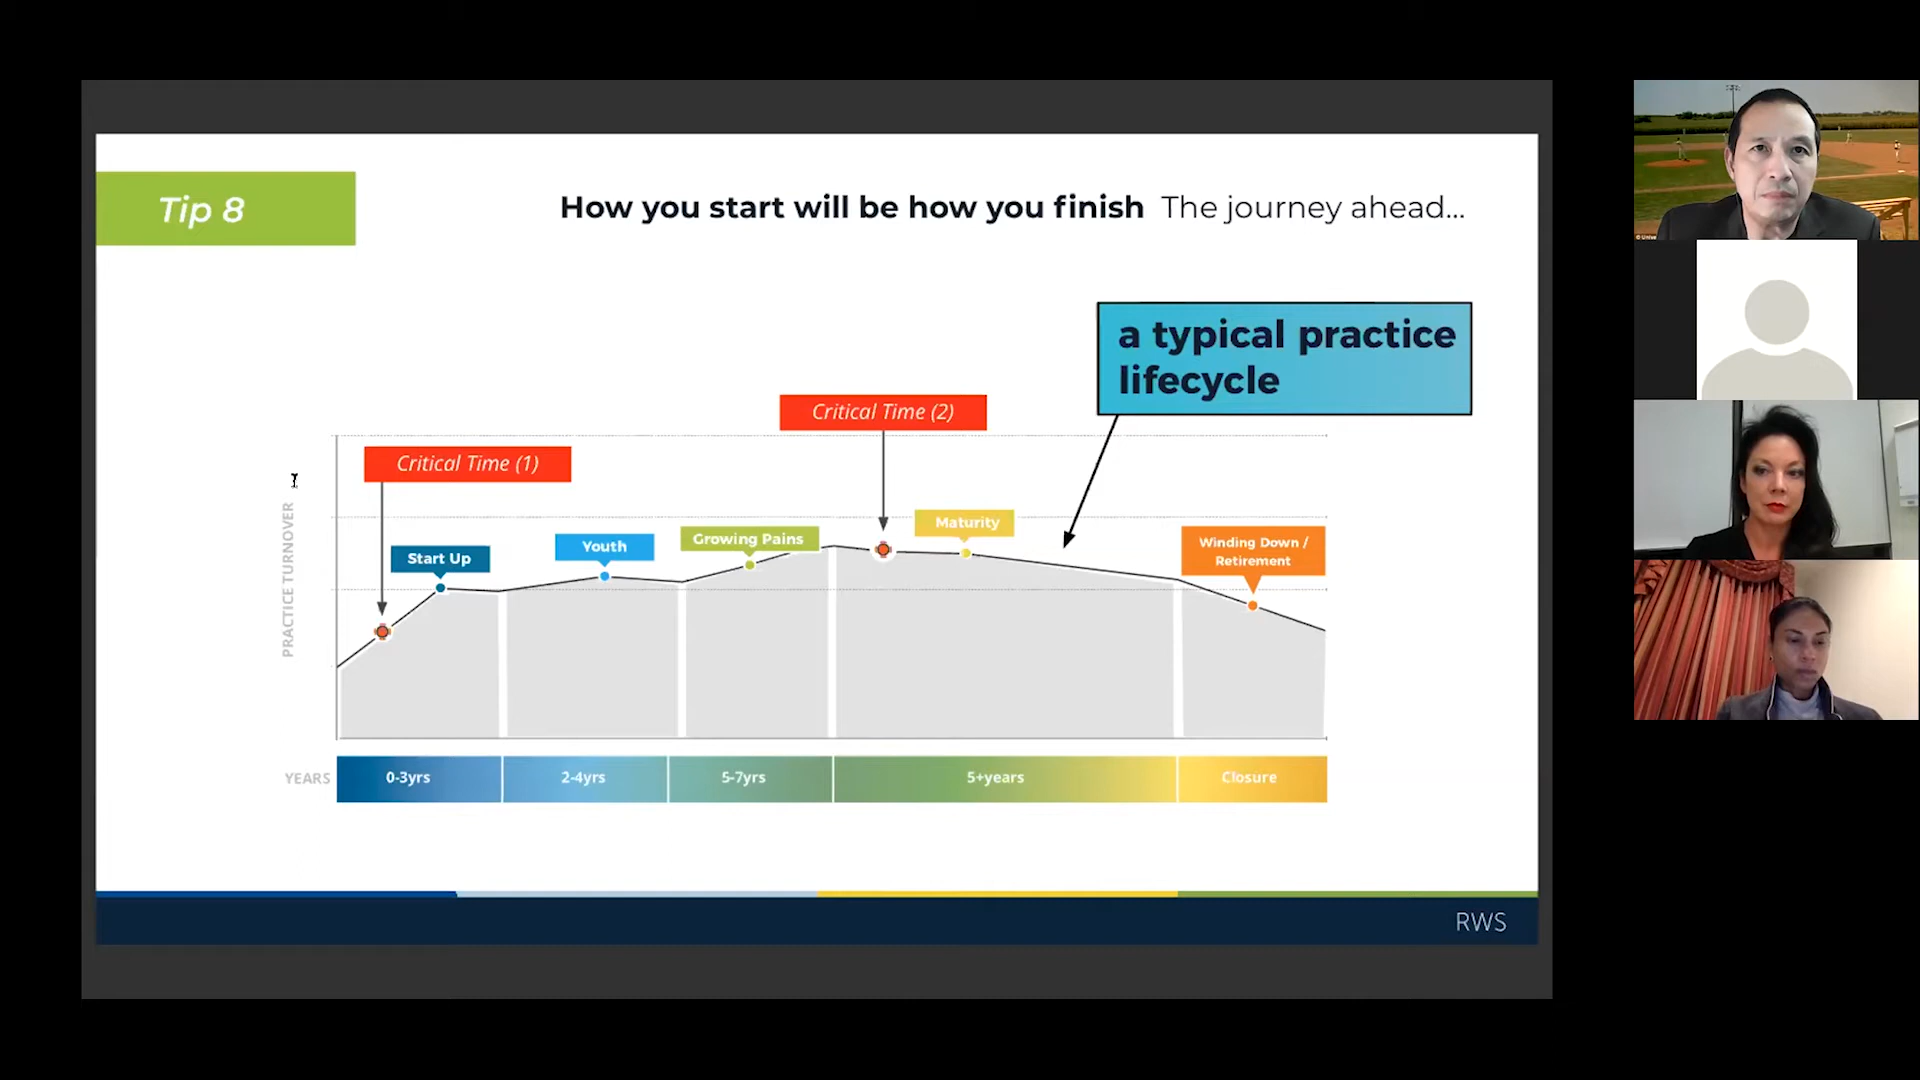 Tip 8
How you start will be how you finish The journey ahead...
a typical practice
lifecycle
Critical Time (2)
Critical Time (1)
Maturity
Growing Pains
Youth
Start Up
Winding Down /
Retirement
PRACTICE TURNOVER
YEARS
0-3yrs
2-4yrs
5-7yrs
5+years
Closure
RWS